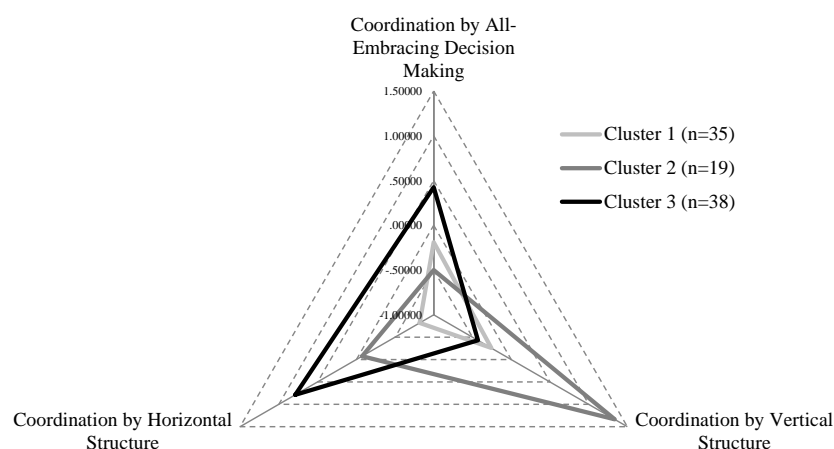 Coordination by All-
Embracing Decision
Making
1.50000
1.00000
.50000
.00000
-.50000
-1.00000
Cluster 1 (n=35)
Cluster 2 (n=19)
Cluster 3 (n=38)
Coordination by Horizontal
Structure
Coordination by Vertical
Structure